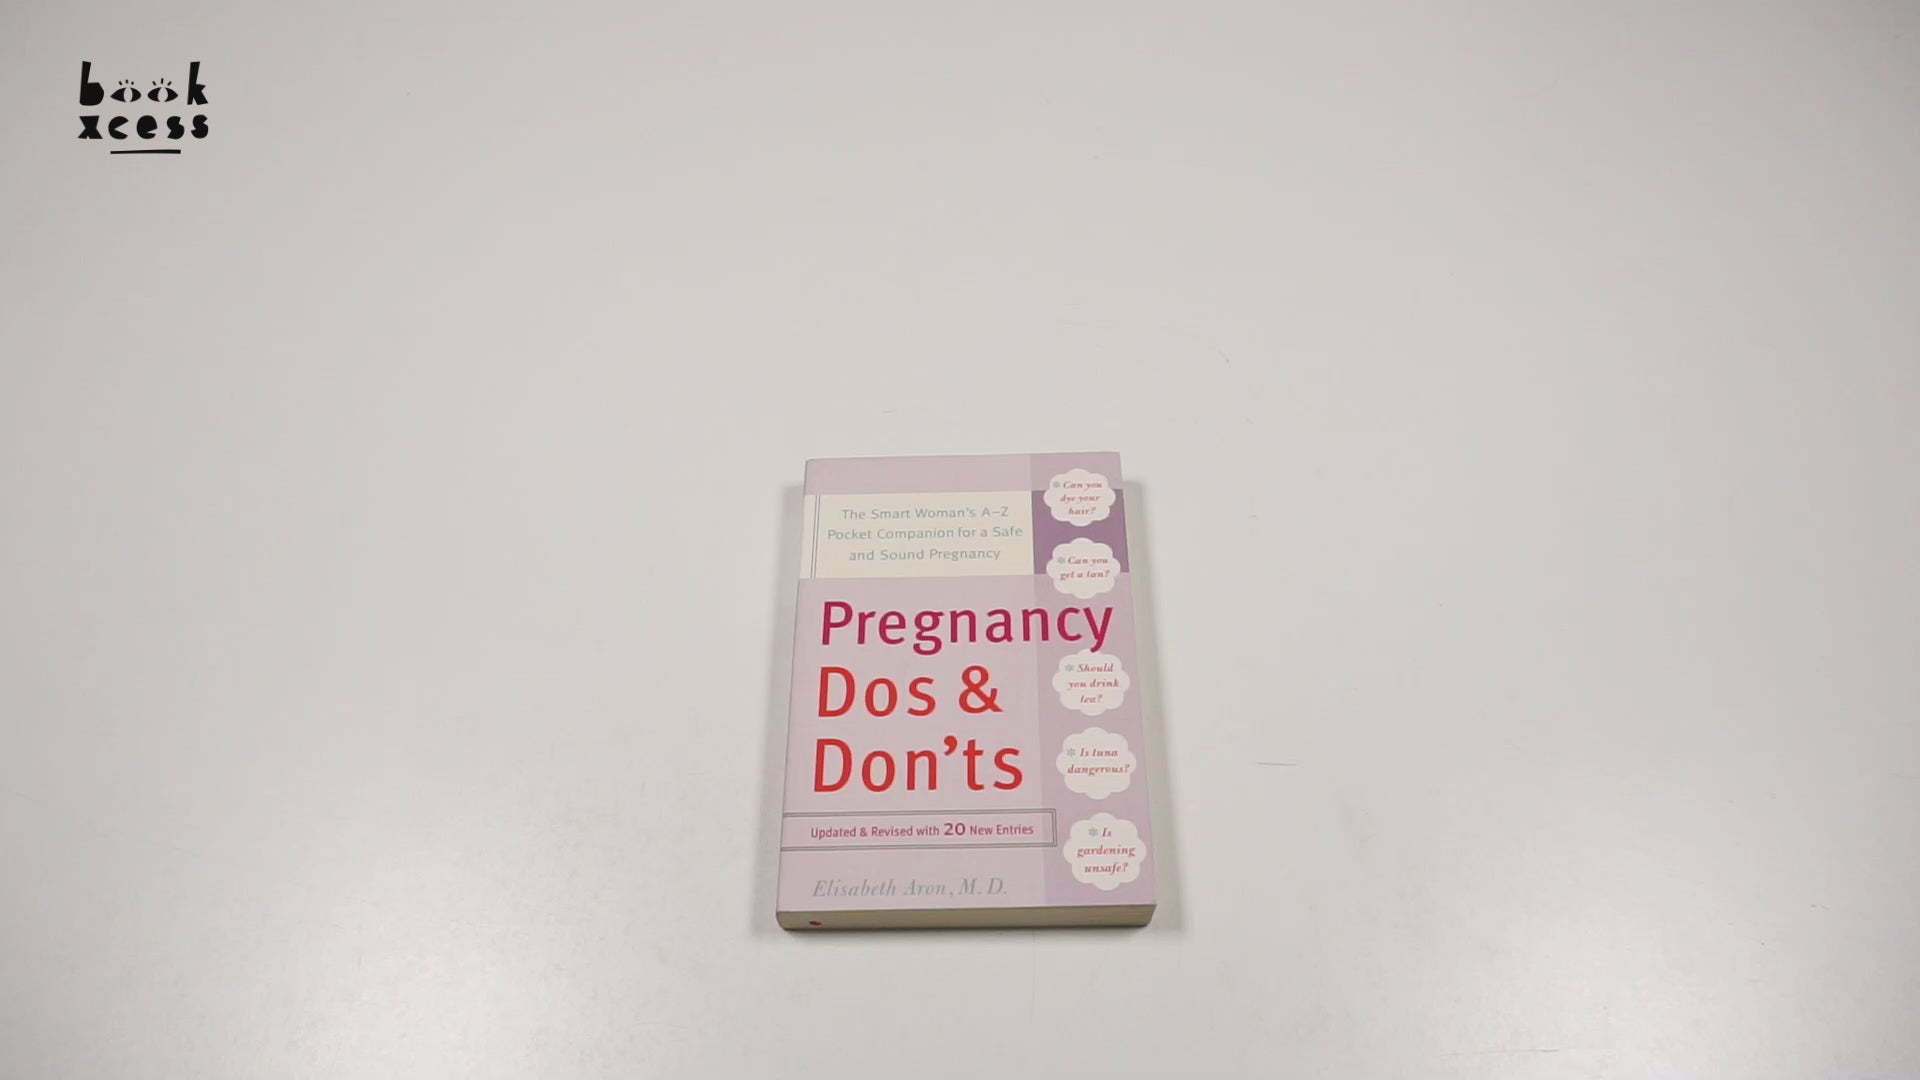 book
xcess
The Smart Woman's A–Z
Pocket Companion for a Safe
and Sound Pregnancy
Pregnancy
Dos &
Don'ts
Updated & Revised with 20 New Entries
Elisabeth Aron, M.D.
* Can you
dye your
hair?
* Can you
get a tan?
* Should
you drink
tea?
* Is tuna
dangerous?
* Is
gardening
unsafe?